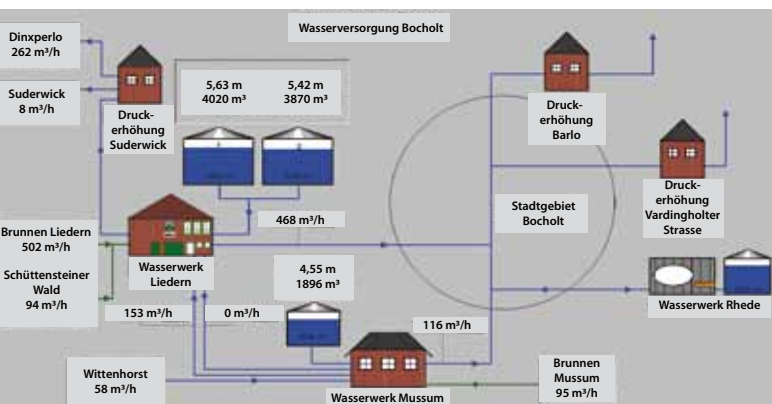 Wasserversorgung Bocholt
Dinxperlo
262 m³/h
Suderwick
8 m³/h
Druck-
erhöhung
Suderwick
5,63 m
4020 m³
5,42 m
3870 m³
Druck-
erhöhung
Barlo
Druck-
erhöhung
Vardingholter
Strasse
Stadtgebiet
Bocholt
468 m³/h
Brunnen Liedern
502 m³/h
Schüttensteiner
Wald
94 m³/h
Wasserwerk
Liedern
4,55 m
1896 m³
153 m³/h
0 m³/h
116 m³/h
Wasserwerk Rhede
Wittenhorst
58 m³/h
Wasserwerk Mussum
Brunnen
Mussum
95 m³/h